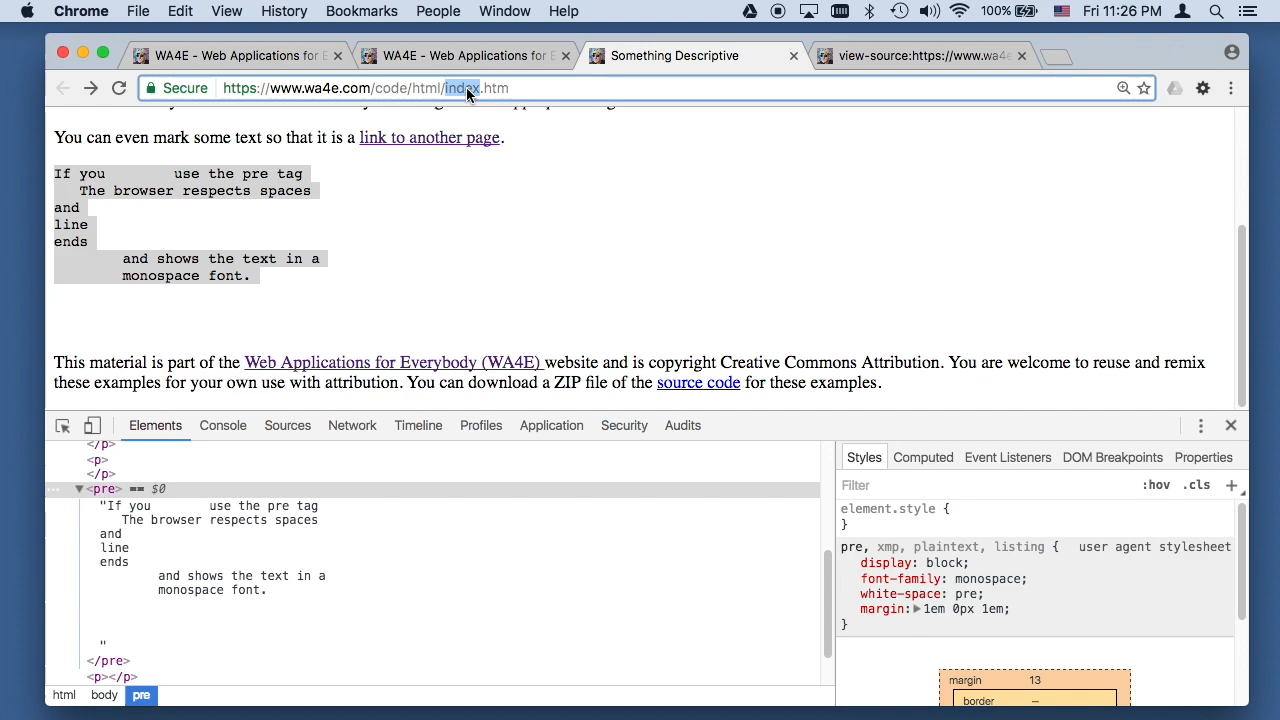 Chrome File Edit View History Bookmarks People Window Help 100% Fri 11:26 PM
WA4E - Web Applications for E WA4E - Web Applications for E Something Descriptive view-source:https://www.wa4e
Secure https://www.wa4e.com/code/html/index.htm
You can even mark some text so that it is a link to another page.
If you        use the pre tag
   The browser respects spaces
and
line
ends
        and shows the text in a
        monospace font.
This material is part of the Web Applications for Everybody (WA4E) website and is copyright Creative Commons Attribution. You are welcome to reuse and remix
these examples for your own use with attribution. You can download a ZIP file of the source code for these examples.
Elements Console Sources Network Timeline Profiles Application Security Audits
</p>
<p>
</p>
<pre> == $0
"If you        use the pre tag
   The browser respects spaces
and
line
ends
        and shows the text in a
        monospace font.
"
</pre>
<p></p>
html body pre
Styles Computed Event Listeners DOM Breakpoints Properties
Filter :hov .cls +
element.style {
}
pre, xmp, plaintext, listing { user agent stylesheet
display: block;
font-family: monospace;
white-space: pre;
margin: 1em 0px 1em;
}
margin 13
border –